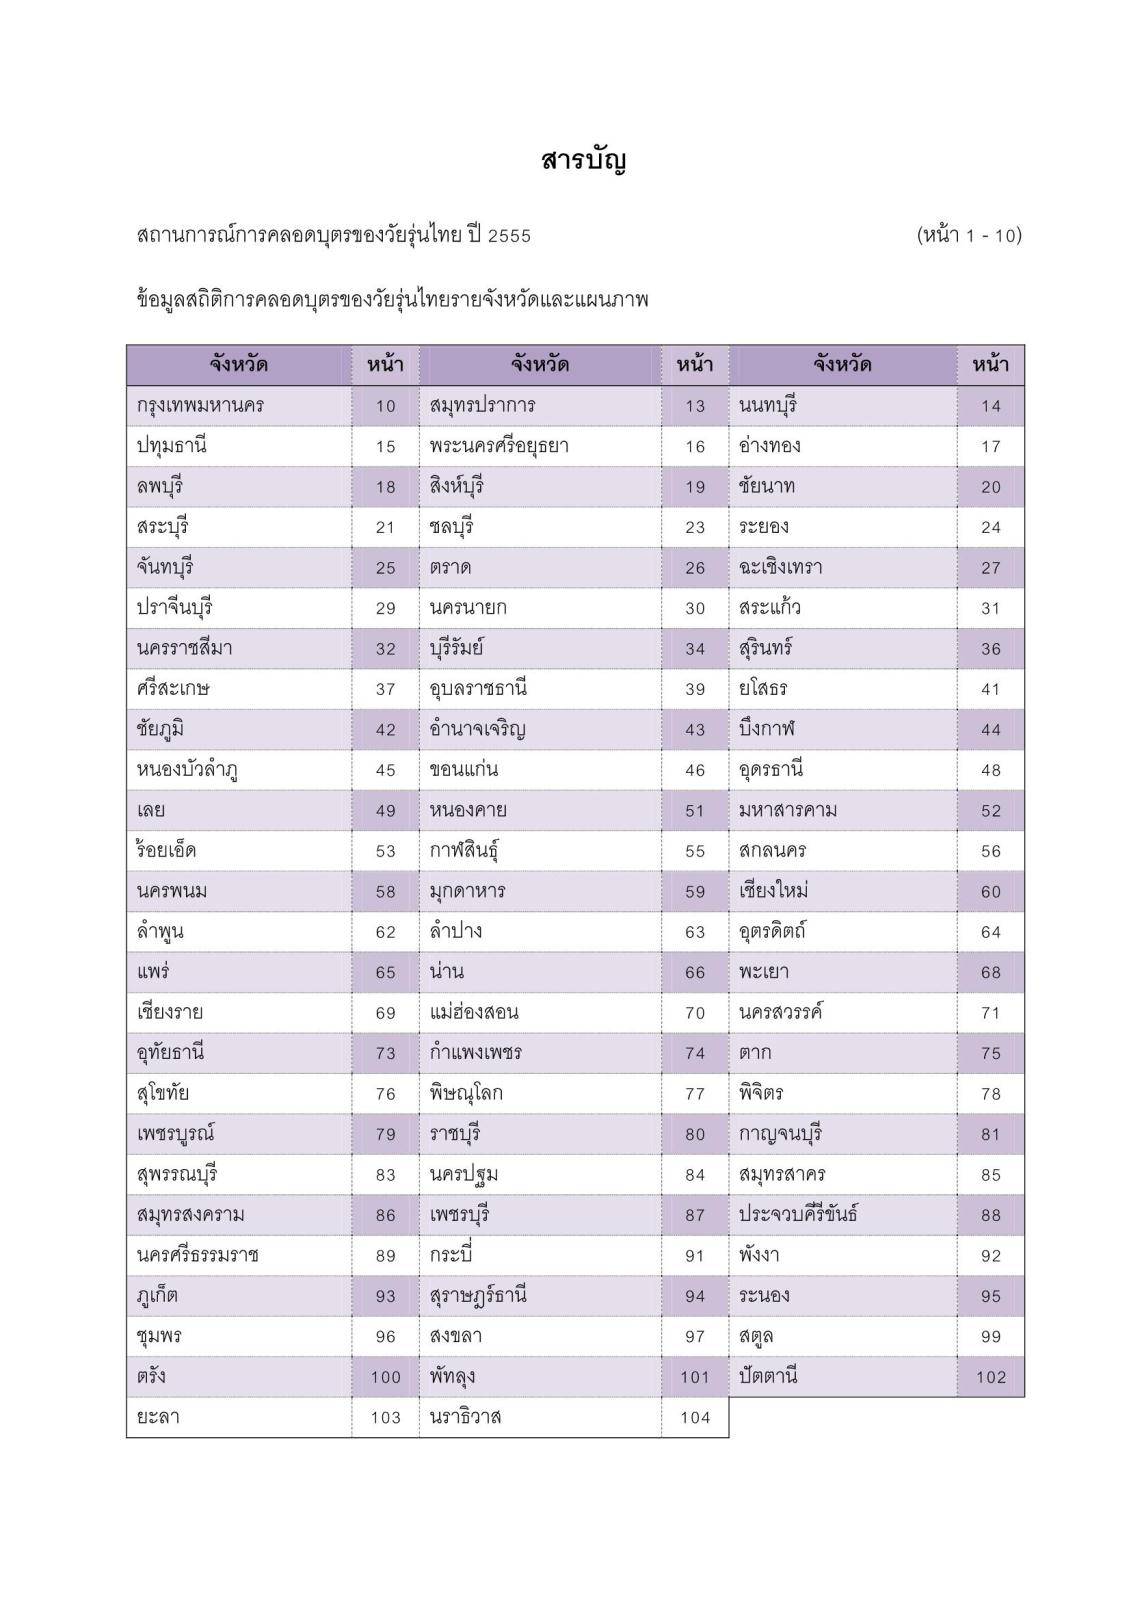 สารบัญ
สถานการณ์การคลอดบุตรของวัยรุ่นไทย ปี 2555 (หน้า 1 - 10)
ข้อมูลสถิติการคลอดบุตรของวัยรุ่นไทยรายจังหวัดและแผนภาพ
จังหวัด หน้า จังหวัด หน้า จังหวัด หน้า
กรุงเทพมหานคร 10 สมุทรปราการ 13 นนทบุรี 14
ปทุมธานี 15 พระนครศรีอยุธยา 16 อ่างทอง 17
ลพบุรี 18 สิงห์บุรี 19 ชัยนาท 20
สระบุรี 21 ชลบุรี 23 ระยอง 24
จันทบุรี 25 ตราด 26 ฉะเชิงเทรา 27
ปราจีนบุรี 29 นครนายก 30 สระแก้ว 31
นครราชสีมา 32 บุรีรัมย์ 34 สุรินทร์ 36
ศรีสะเกษ 37 อุบลราชธานี 39 ยโสธร 41
ชัยภูมิ 42 อำนาจเจริญ 43 บึงกาฬ 44
หนองบัวลำภู 45 ขอนแก่น 46 อุดรธานี 48
เลย 49 หนองคาย 51 มหาสารคาม 52
ร้อยเอ็ด 53 กาฬสินธุ์ 55 สกลนคร 56
นครพนม 58 มุกดาหาร 59 เชียงใหม่ 60
ลำพูน 62 ลำปาง 63 อุตรดิตถ์ 64
แพร่ 65 น่าน 66 พะเยา 68
เชียงราย 69 แม่ฮ่องสอน 70 นครสวรรค์ 71
อุทัยธานี 73 กำแพงเพชร 74 ตาก 75
สุโขทัย 76 พิษณุโลก 77 พิจิตร 78
เพชรบูรณ์ 79 ราชบุรี 80 กาญจนบุรี 81
สุพรรณบุรี 83 นครปฐม 84 สมุทรสาคร 85
สมุทรสงคราม 86 เพชรบุรี 87 ประจวบคีรีขันธ์ 88
นครศรีธรรมราช 89 กระบี่ 91 พังงา 92
ภูเก็ต 93 สุราษฎร์ธานี 94 ระนอง 95
ชุมพร 96 สงขลา 97 สตูล 99
ตรัง 100 พัทลุง 101 ปัตตานี 102
ยะลา 103 นราธิวาส 104